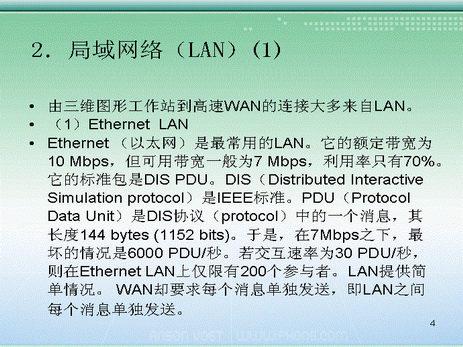 2．局域网络（LAN）(1)
• 由三维图形工作站到高速WAN的连接大多来自LAN。
• （1）Ethernet LAN
• Ethernet （以太网）是最常用的LAN。它的额定带宽为
10 Mbps，但可用带宽一般为7 Mbps，利用率只有70%。
它的标准包是DIS PDU。DIS（Distributed Interactive
Simulation protocol）是IEEE标准。PDU（Protocol
Data Unit）是DIS协议（protocol）中的一个消息，其
长度144 bytes (1152 bits)。于是，在7Mbps之下，最
坏的情况是6000 PDU/秒。若交互速率为30 PDU/秒，
则在Ethernet LAN上仅限有200个参与者。LAN提供简
单情况。 WAN却要求每个消息单独发送，即LAN之间
每个消息单独发送。
4